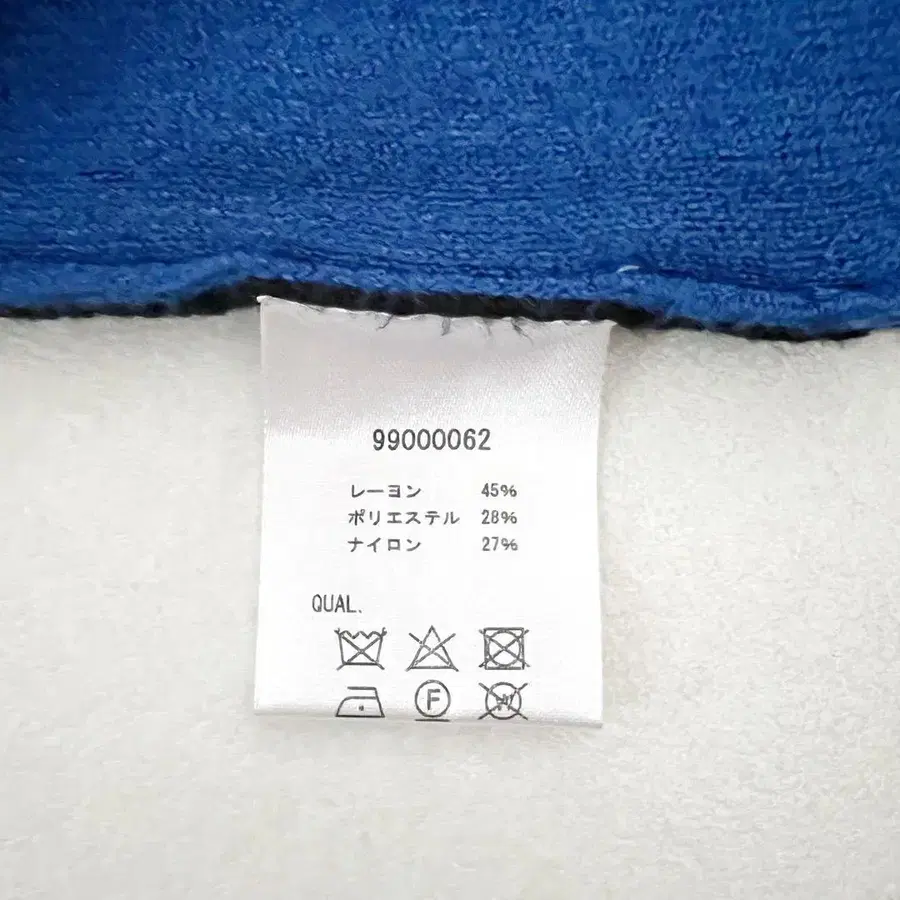 99000062
レーヨン 45%
ポリエステル 28%
ナイロン 27%
QUAL.
F
W